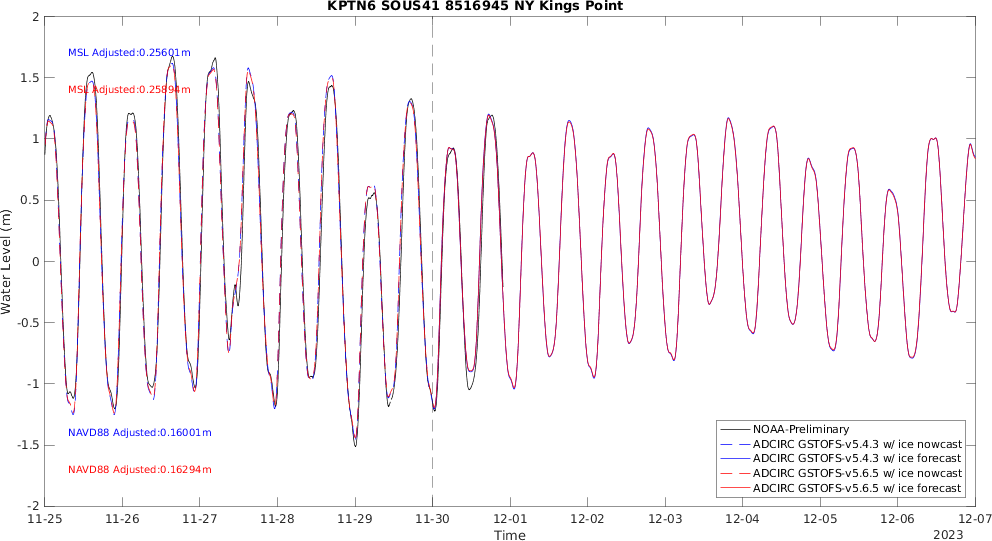 KPTN6 SOUS41 8516945 NY Kings Point
Water Level (m)
2
1.5
1
0.5
0
-0.5
-1
-1.5
-2
MSL Adjusted:0.25601m
MSL Adjusted:0.25894m
NAVD88 Adjusted:0.16001m
NAVD88 Adjusted:0.16294m
NOAA-Preliminary
ADCIRC GSTOFS-v5.4.3 w/ ice nowcast
ADCIRC GSTOFS-v5.4.3 w/ ice forecast
ADCIRC GSTOFS-v5.6.5 w/ ice nowcast
ADCIRC GSTOFS-v5.6.5 w/ ice forecast
11-25 11-26 11-27 11-28 11-29 11-30 12-01 12-02 12-03 12-04 12-05 12-06 12-07
Time
2023